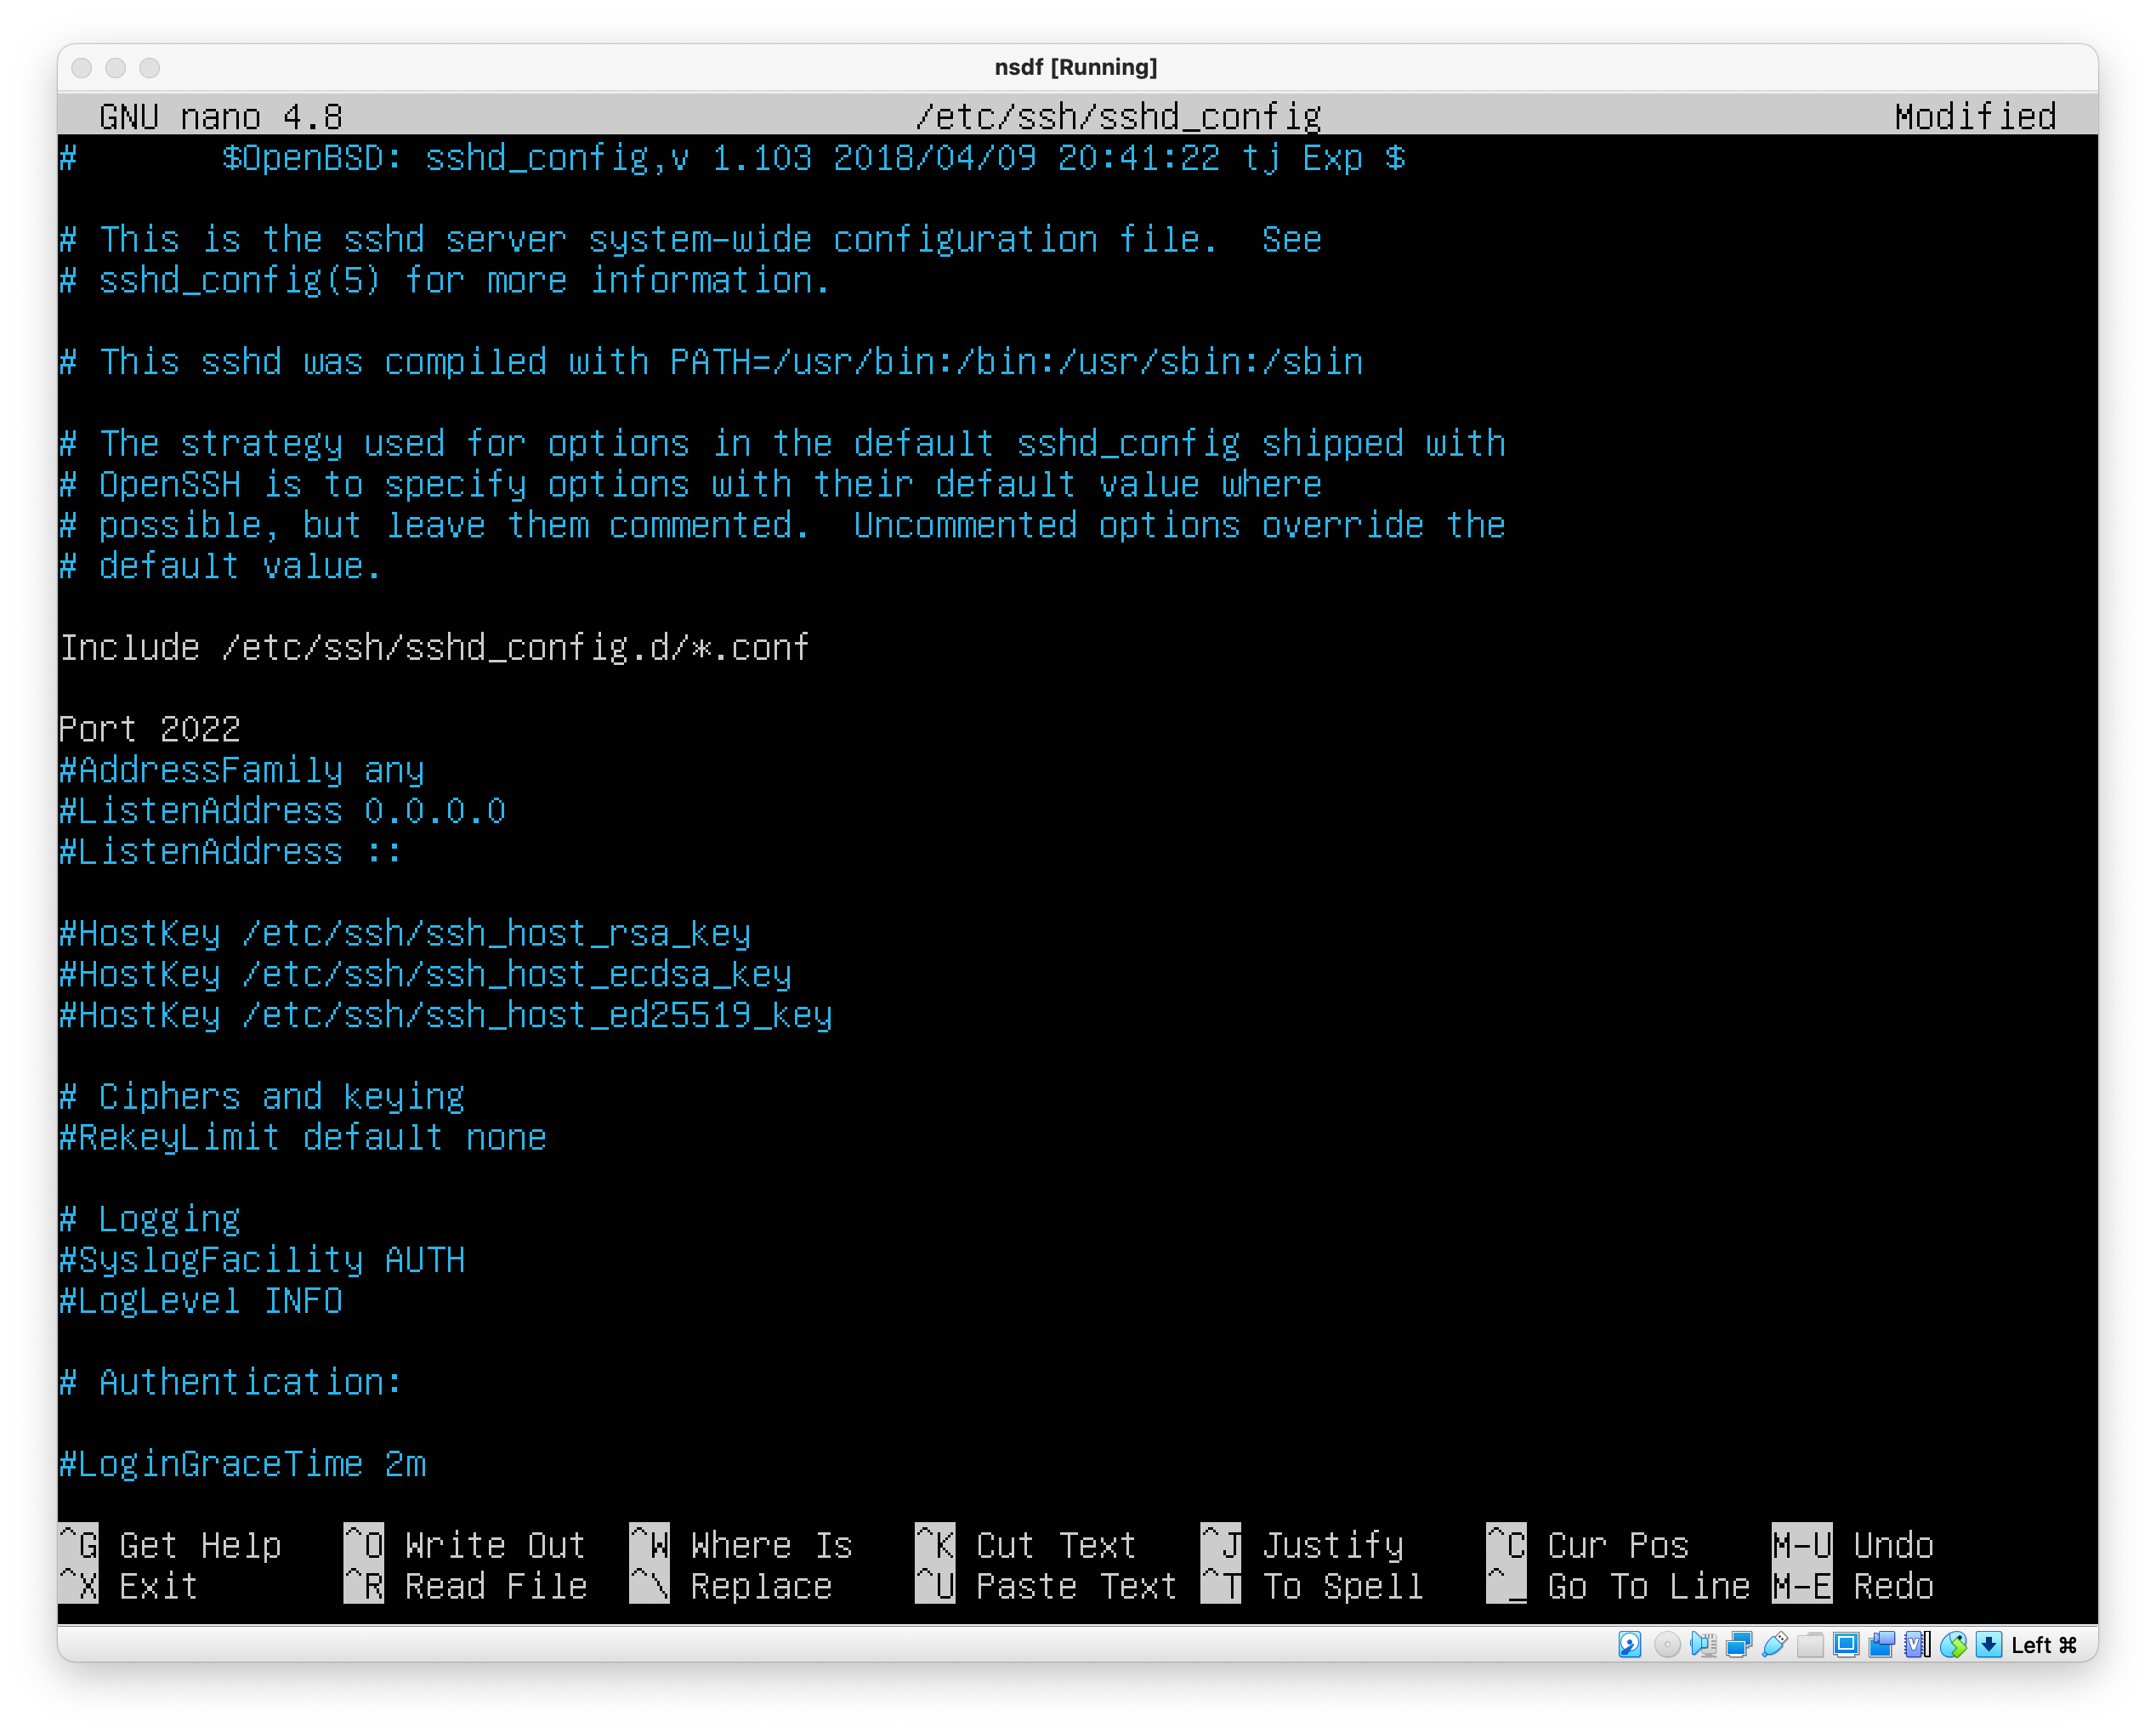 nsdf [Running]
GNU nano 4.8 /etc/ssh/sshd_config Modified
# $OpenBSD: sshd_config,v 1.103 2018/04/09 20:41:22 tj Exp $
# This is the sshd server system-wide configuration file. See
# sshd_config(5) for more information.
# This sshd was compiled with PATH=/usr/bin:/bin:/usr/sbin:/sbin
# The strategy used for options in the default sshd_config shipped with
# OpenSSH is to specify options with their default value where
# possible, but leave them commented. Uncommented options override the
# default value.
Include /etc/ssh/sshd_config.d/*.conf
Port 2022
#AddressFamily any
#ListenAddress 0.0.0.0
#ListenAddress ::
#HostKey /etc/ssh/ssh_host_rsa_key
#HostKey /etc/ssh/ssh_host_ecdsa_key
#HostKey /etc/ssh/ssh_host_ed25519_key
# Ciphers and keying
#RekeyLimit default none
# Logging
#SyslogFacility AUTH
#LogLevel INFO
# Authentication:
#LoginGraceTime 2m
^G Get Help ^O Write Out ^W Where Is ^K Cut Text ^J Justify ^C Cur Pos M-U Undo
^X Exit ^R Read File ^\ Replace ^U Paste Text ^T To Spell ^_ Go To Line M-E Redo
Left ⌘